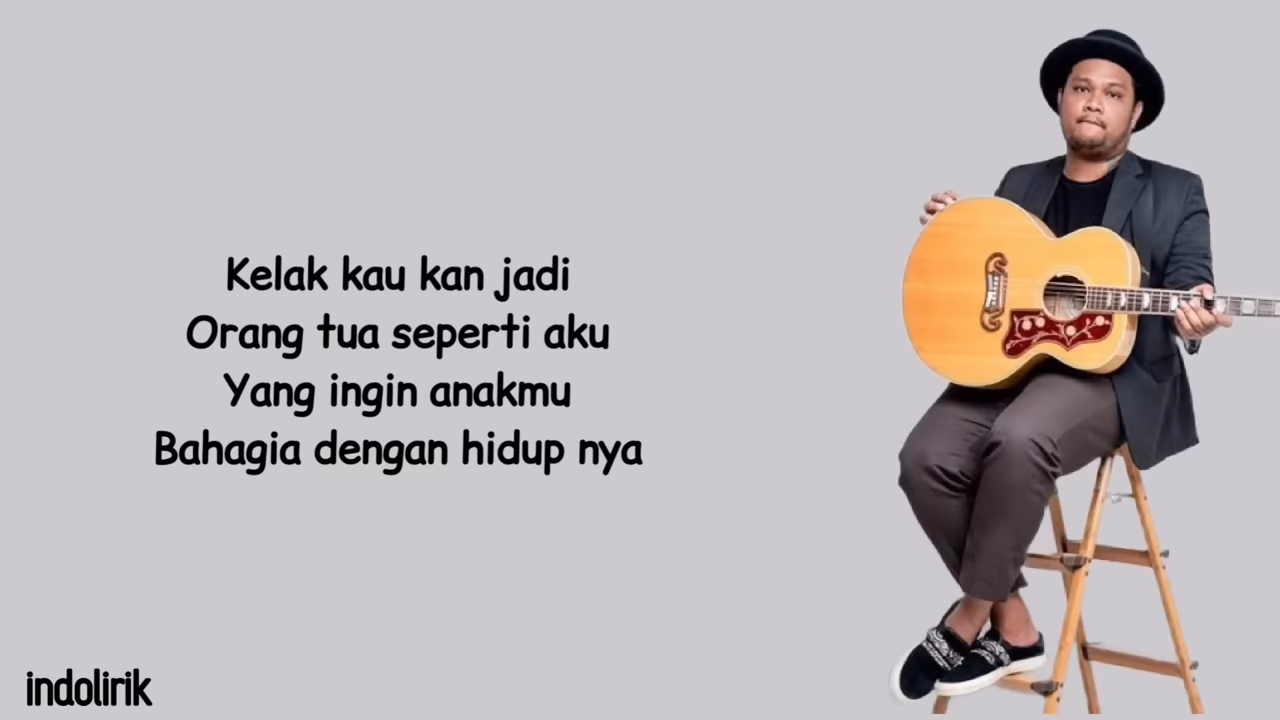 Kelak kau kan jadi
Orang tua seperti aku
Yang ingin anakmu
Bahagia dengan hidup nya
indolirik